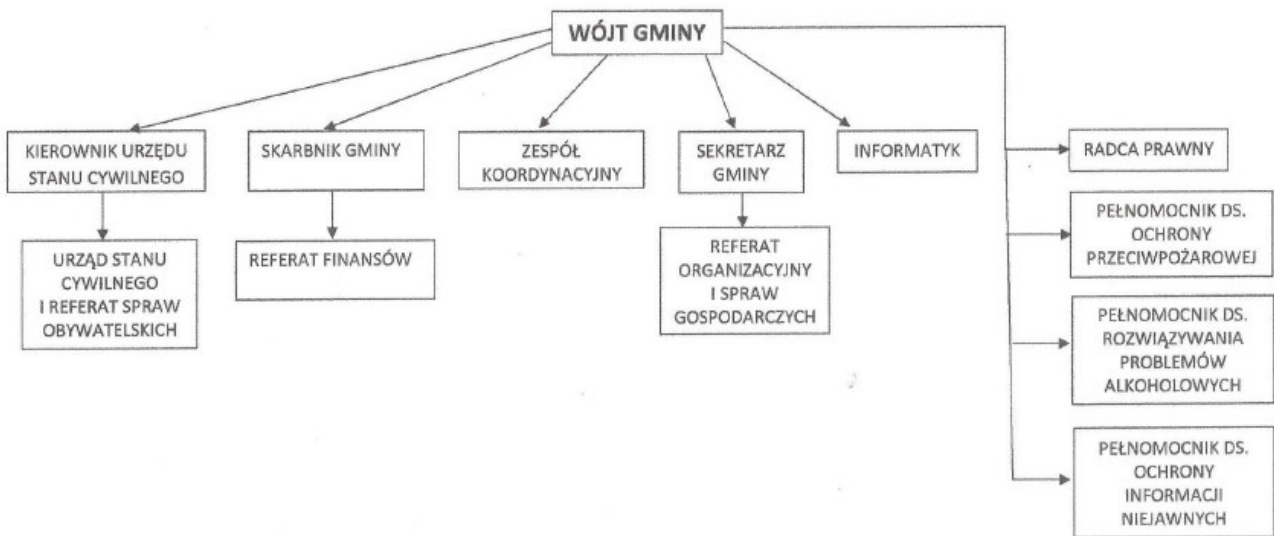 WÓJT GMINY
KIEROWNIK URZĘDU
STANU CYWILNEGO
SKARBNIK GMINY
ZESPÓŁ
KOORDYNACYJNY
SEKRETARZ
GMINY
INFORMATYK
RADCA PRAWNY
URZĄD STANU
CYWILNEGO
I REFERAT SPRAW
OBYWATELSKICH
REFERAT FINANSÓW
REFERAT
ORGANIZACYJNY
I SPRAW
GOSPODARCZYCH
PEŁNOMOCNIK DS.
OCHRONY
PRZECIWPOŻAROWEJ
PEŁNOMOCNIK DS.
ROZWIĄZYWANIA
PROBLEMÓW
ALKOHOLOWYCH
PEŁNOMOCNIK DS.
OCHRONY
INFORMACJI
NIEJAWNYCH